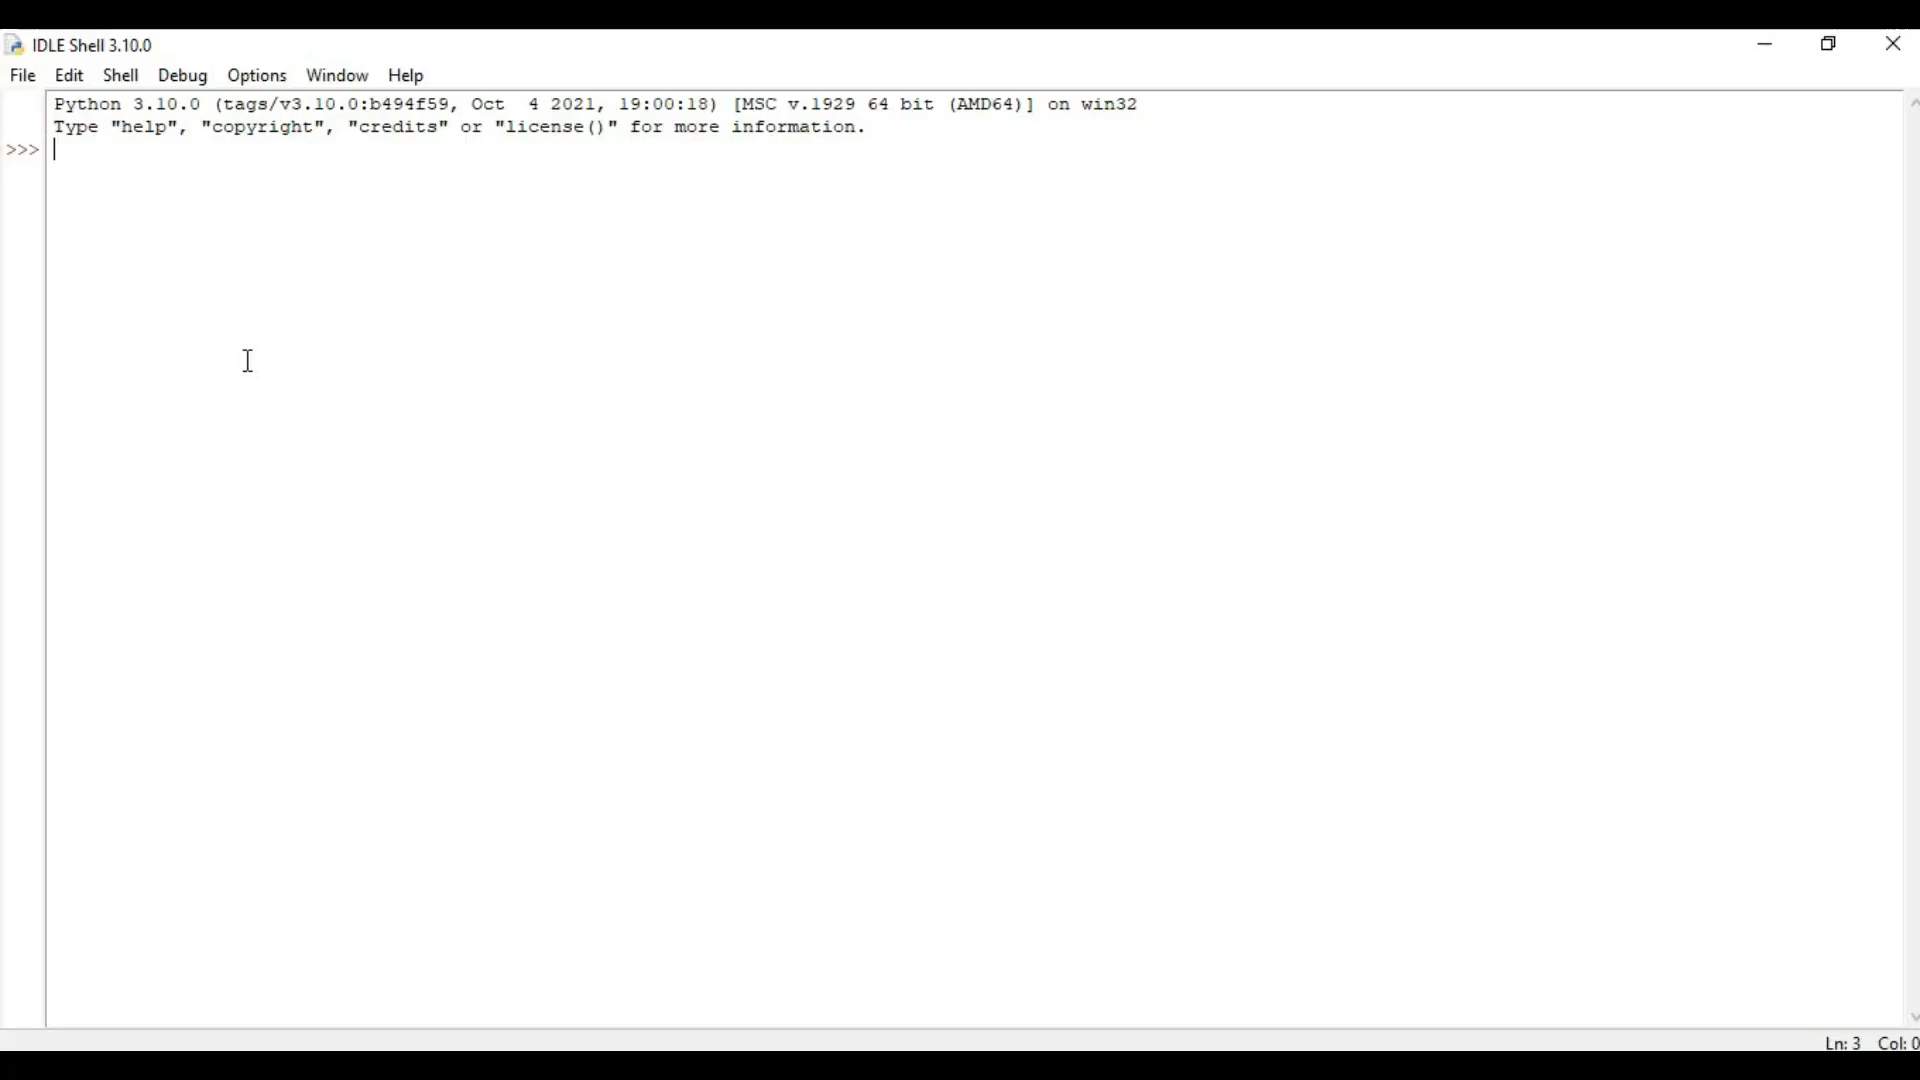 IDLE Shell 3.10.0
File Edit Shell Debug Options Window Help
Python 3.10.0 (tags/v3.10.0:b494f59, Oct  4 2021, 19:00:18) [MSC v.1929 64 bit (AMD64)] on win32
Type "help", "copyright", "credits" or "license()" for more information.
>>>
Ln: 3 Col: 0